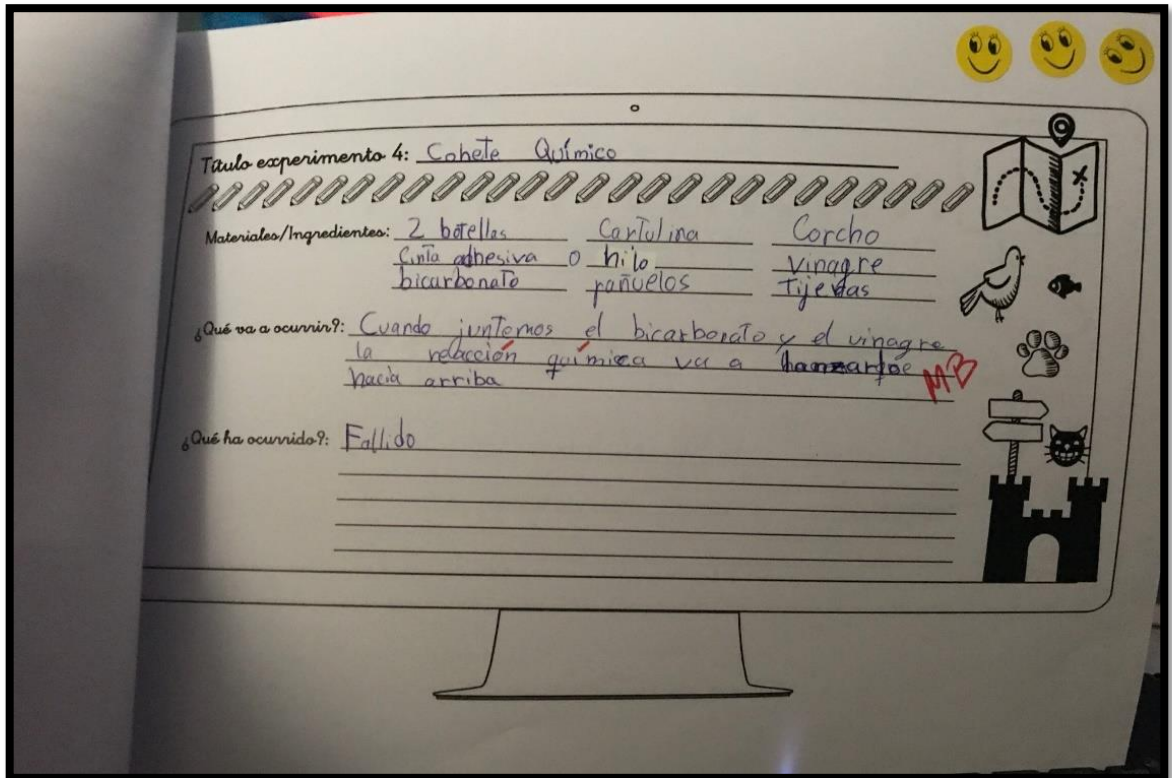 Título experimento 4: Cohete Químico
Materiales/Ingredientes: 2 botellas Cartulina Corcho
Cinta adhesiva o hilo Vinagre
bicarbonato pañuelos Tijeras
¿Qué va a ocurrir?: Cuando juntemos el bicarbonato y el vinagre
la relacción química va a
hacia arriba MB
¿Qué ha ocurrido?: Fallido